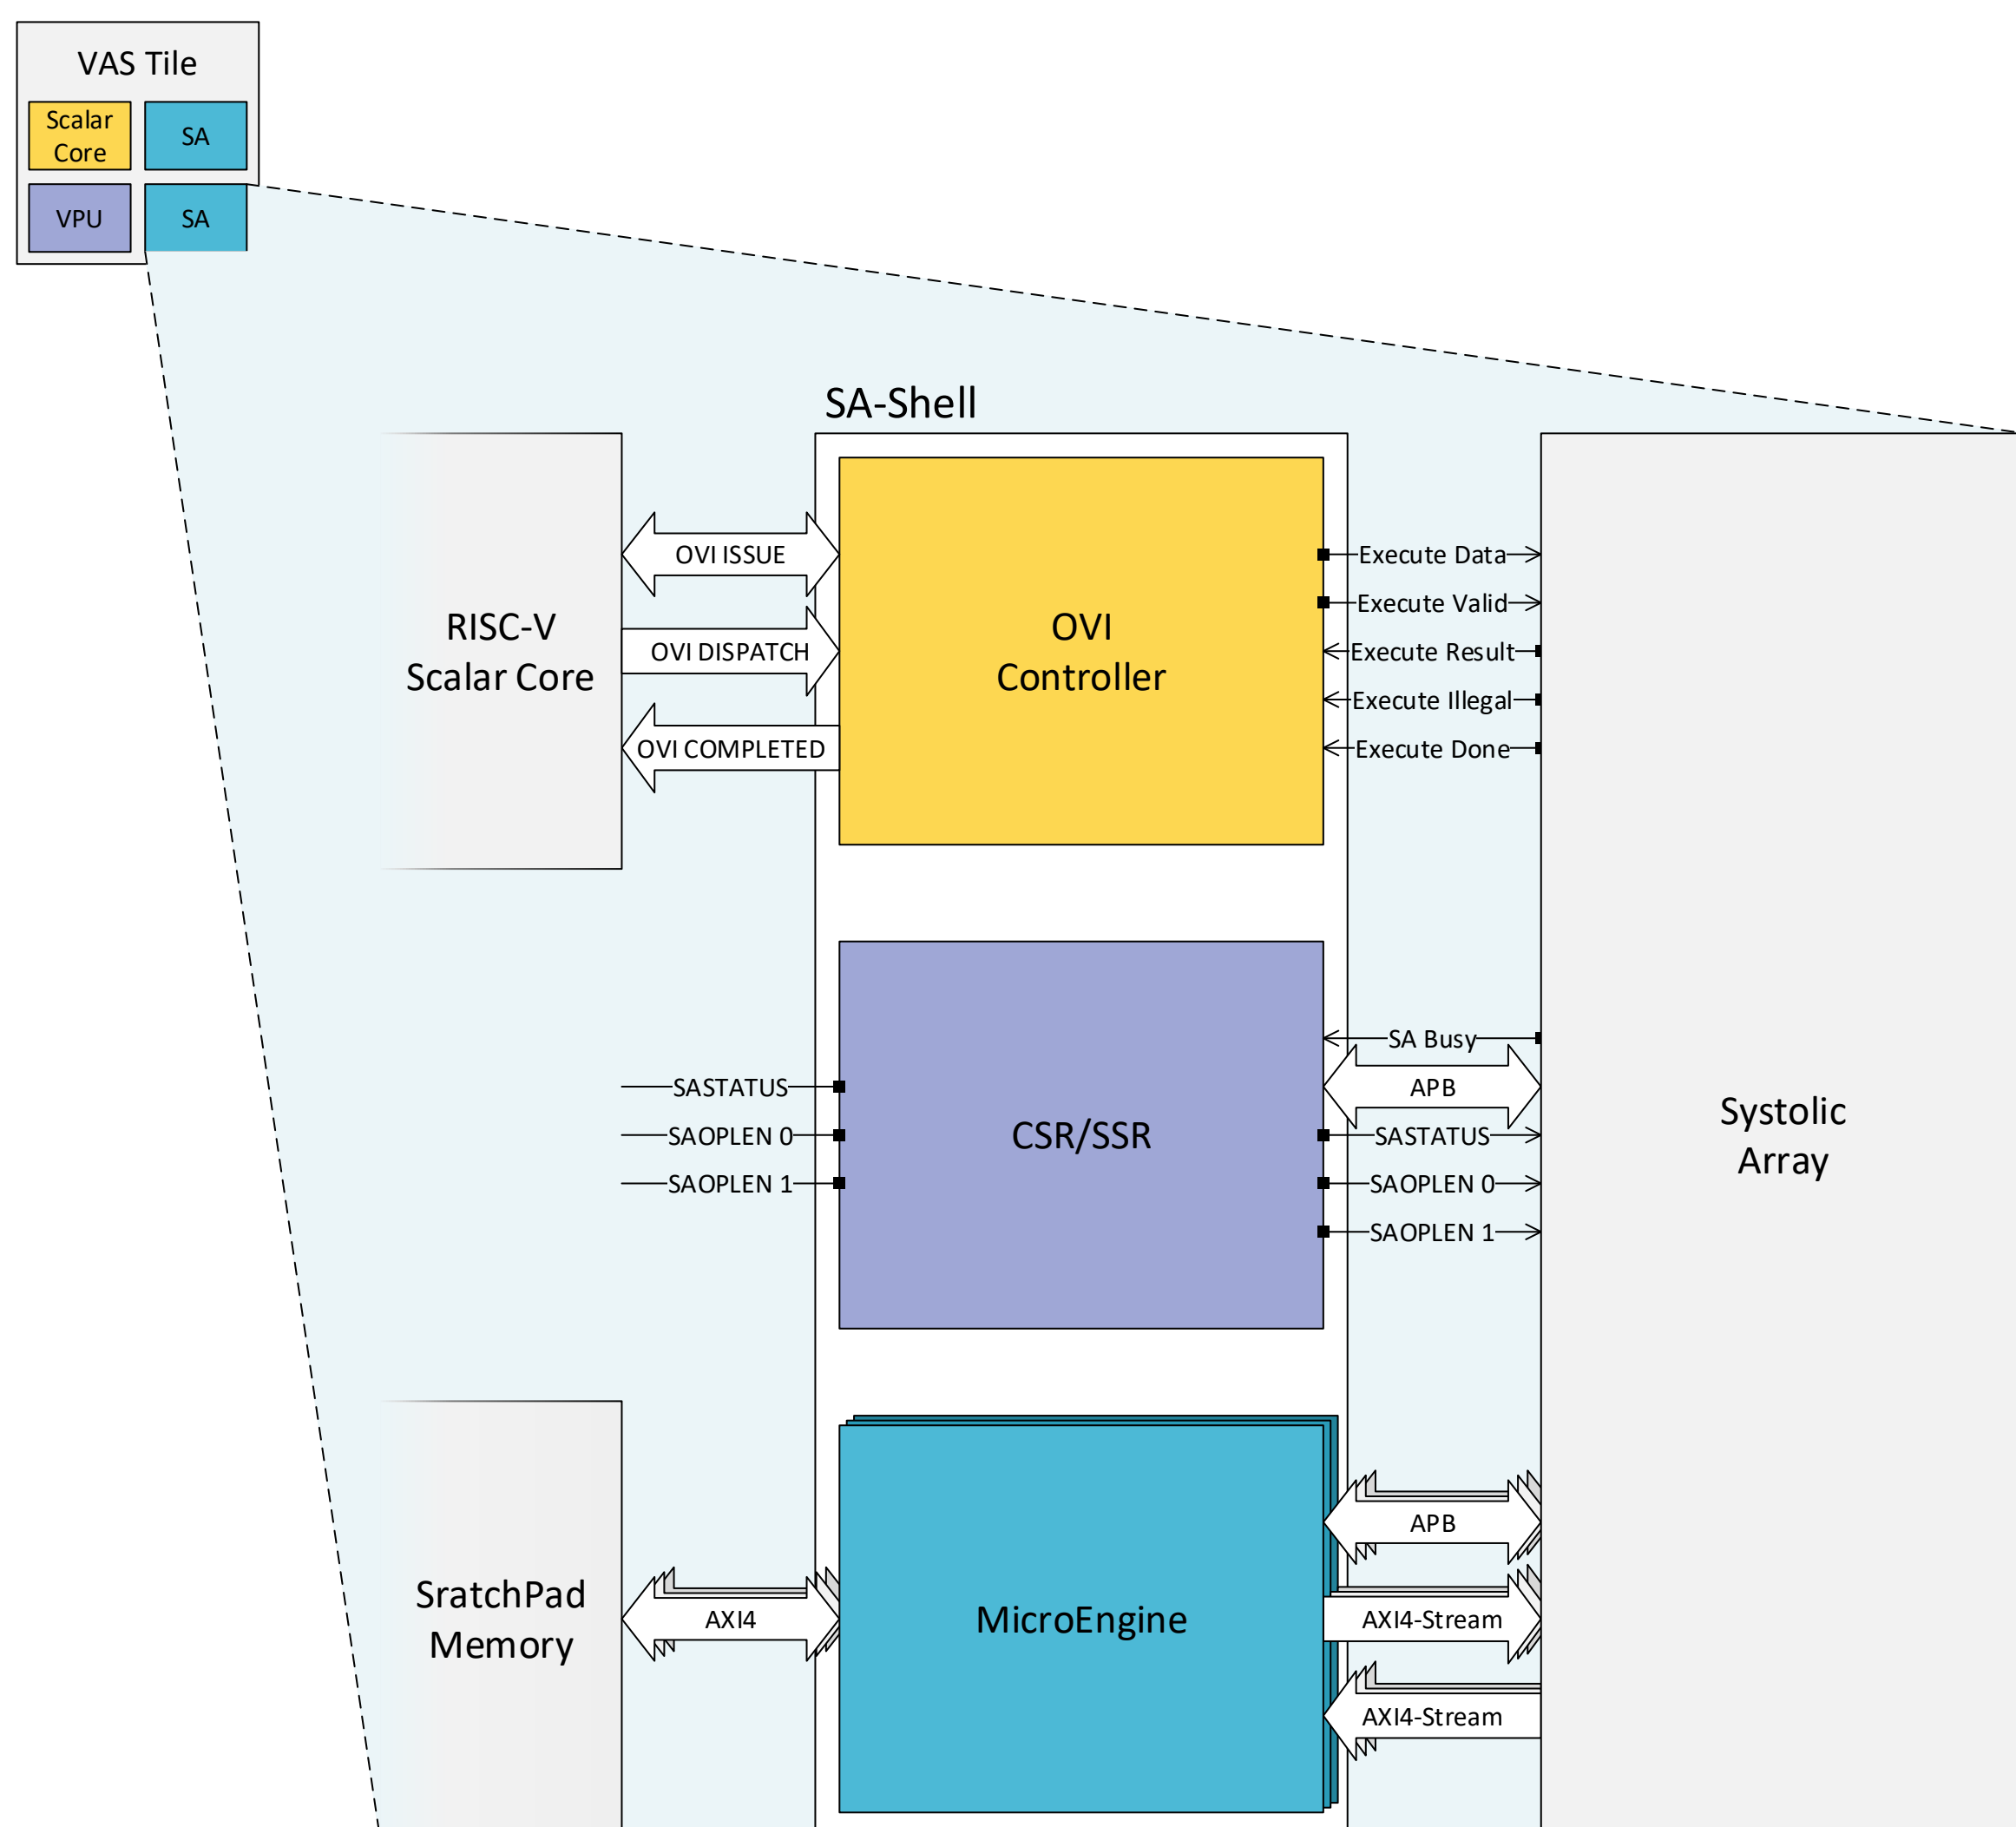 VAS Tile
Scalar
Core
SA
VPU
SA
SA-Shell
RISC-V
Scalar Core
OVI ISSUE
OVI DISPATCH
OVI COMPLETED
OVI
Controller
Execute Data
Execute Valid
Execute Result
Execute Illegal
Execute Done
SASTATUS
SAOPLEN 0
SAOPLEN 1
CSR/SSR
SA Busy
APB
SASTATUS
SAOPLEN 0
SAOPLEN 1
Systolic
Array
SratchPad
Memory
AXI4
MicroEngine
APB
AXI4-Stream
AXI4-Stream